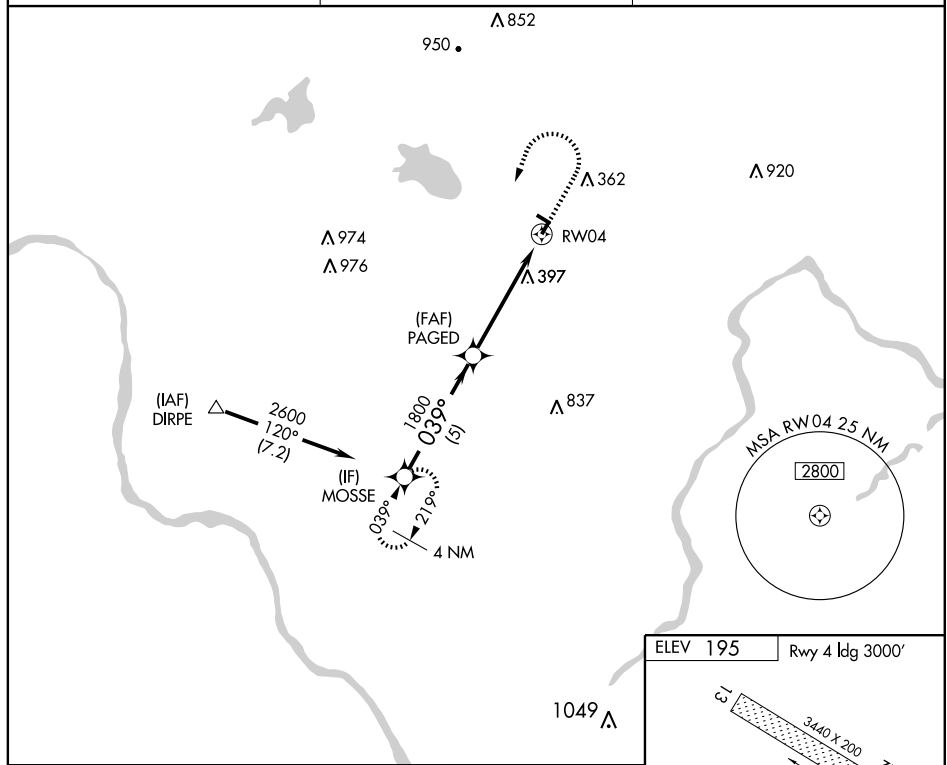 852
950
362
920
RW04
974
976
397
(FAF)
PAGED
(IAF)
DIRPE
2600
120°
(7.2)
1800
039°
(5)
837
(IF)
MOSSE
039°
219°
4 NM
MSA RW04 25 NM
2800
ELEV 195
Rwy 4 ldg 3000'
13
3440 X 200
1049